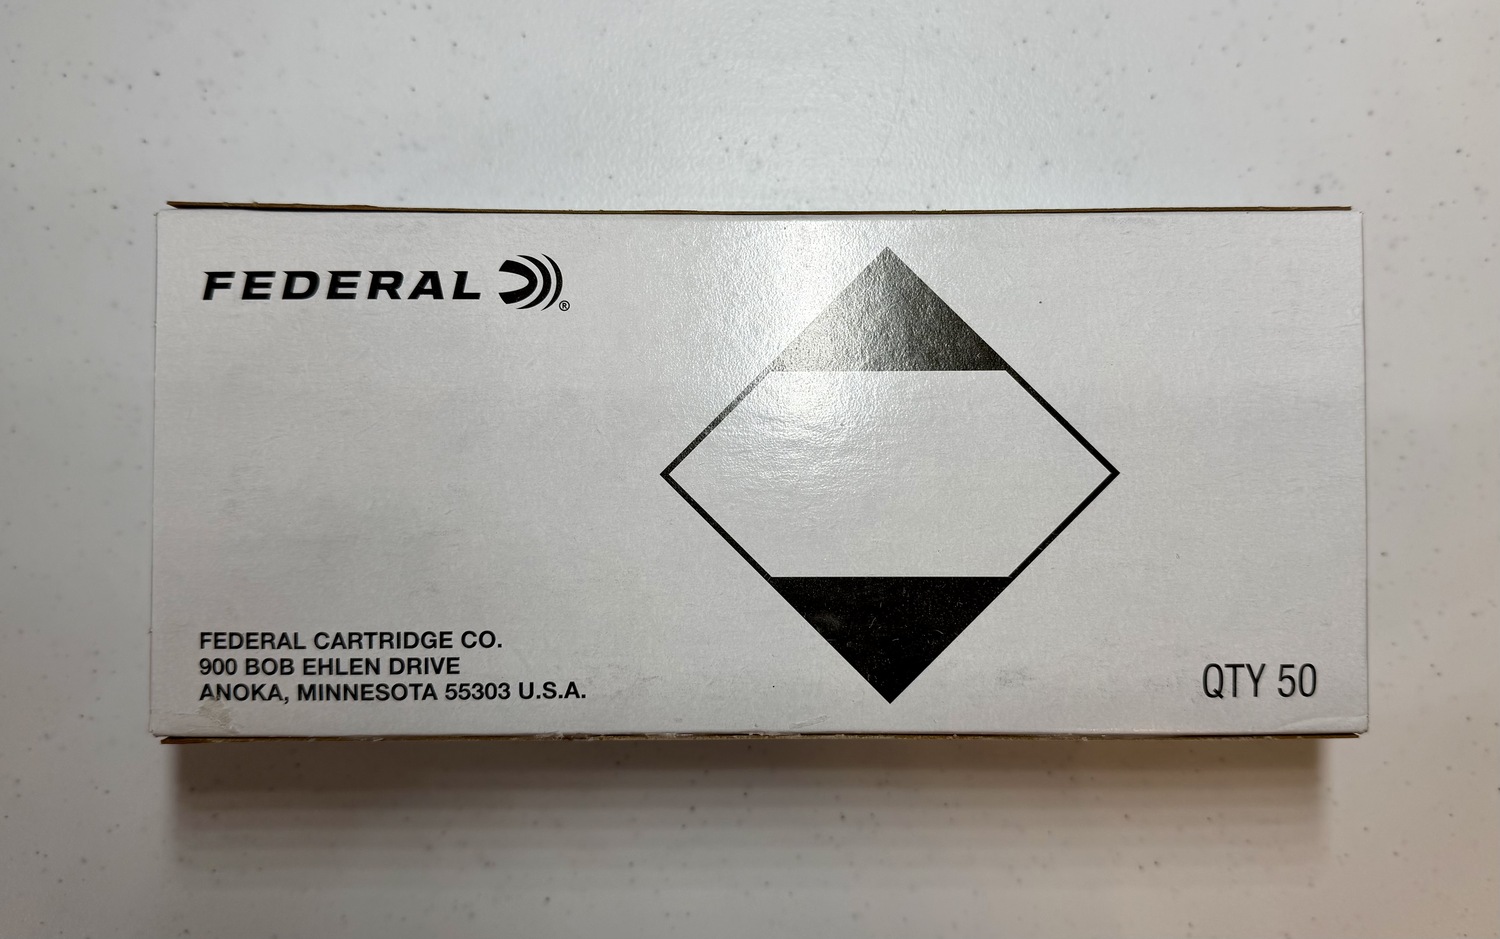 FEDERAL ®
FEDERAL CARTRIDGE CO.
900 BOB EHLEN DRIVE
ANOKA, MINNESOTA 55303 U.S.A.
QTY 50